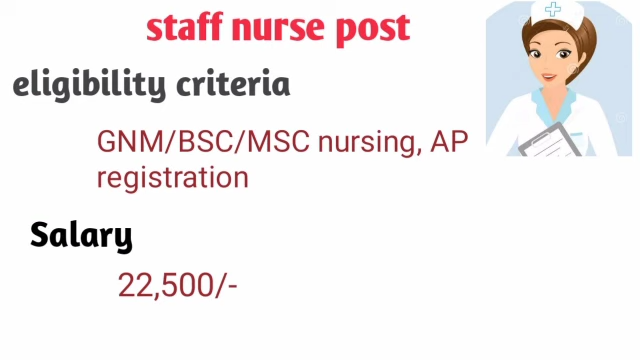 staff nurse post
eligibility criteria
GNM/BSC/MSC nursing, AP
registration
Salary
22,500/-